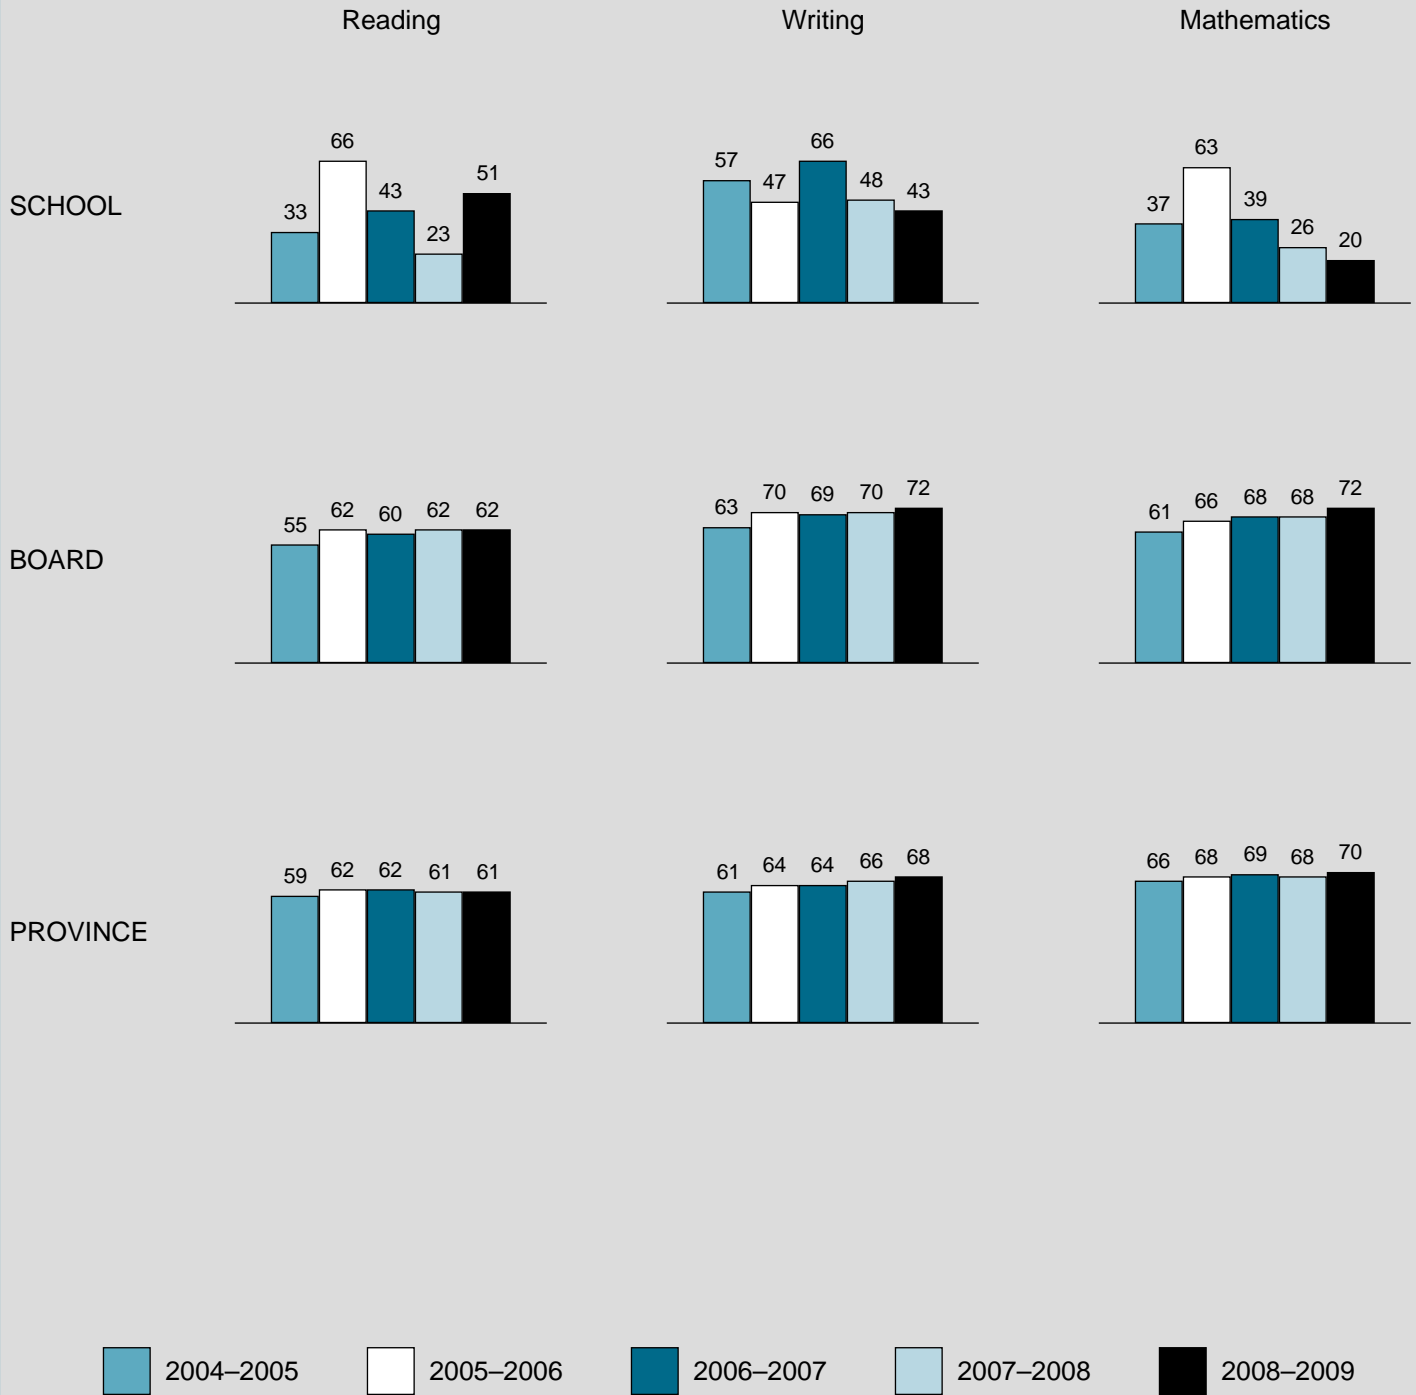 Reading Writing Mathematics
SCHOOL
33 66 43 23 51
57 47 66 48 43
37 63 39 26 20
BOARD
55 62 60 62 62
63 70 69 70 72
61 66 68 68 72
PROVINCE
59 62 62 61 61
61 64 64 66 68
66 68 69 68 70
2004–2005 2005–2006 2006–2007 2007–2008 2008–2009